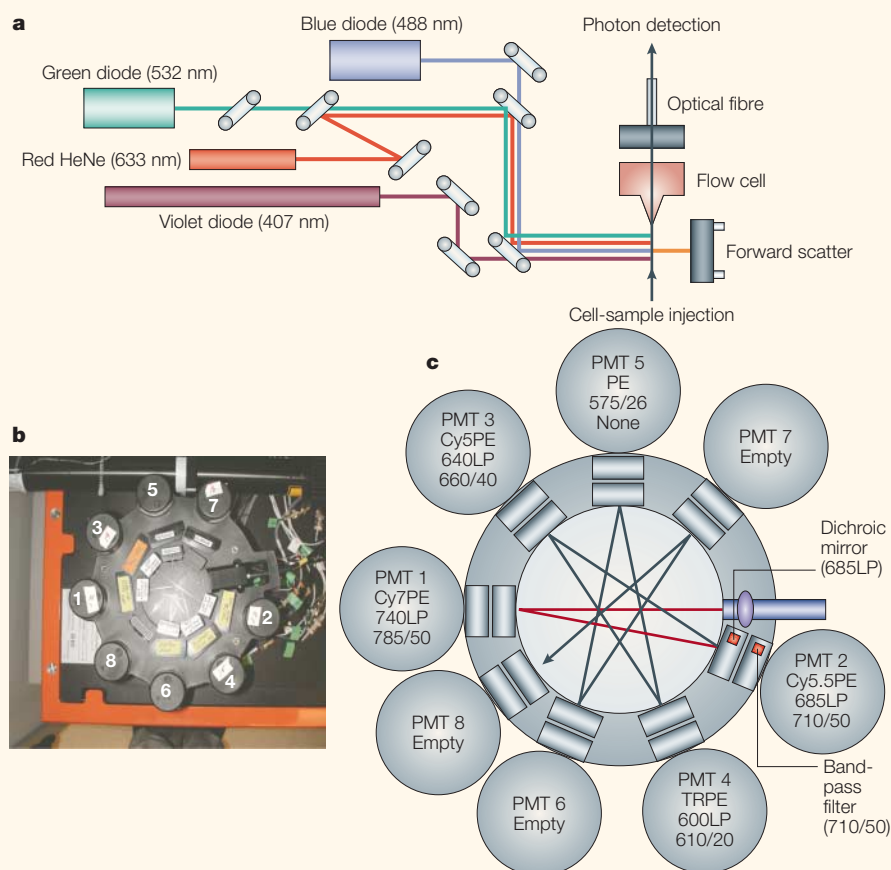 a
Blue diode (488 nm)
Photon detection
Green diode (532 nm)
Optical fibre
Red HeNe (633 nm)
Flow cell
Violet diode (407 nm)
Forward scatter
Cell-sample injection
b
5
7
3
1
2
8
6
4
c
PMT 5
PE
575/26
None
PMT 3
Cy5PE
640LP
660/40
PMT 7
Empty
Dichroic
mirror
(685LP)
PMT 1
Cy7PE
740LP
785/50
PMT 2
Cy5.5PE
685LP
710/50
PMT 8
Empty
PMT 6
Empty
PMT 4
TRPE
600LP
610/20
Band-
pass
filter
(710/50)